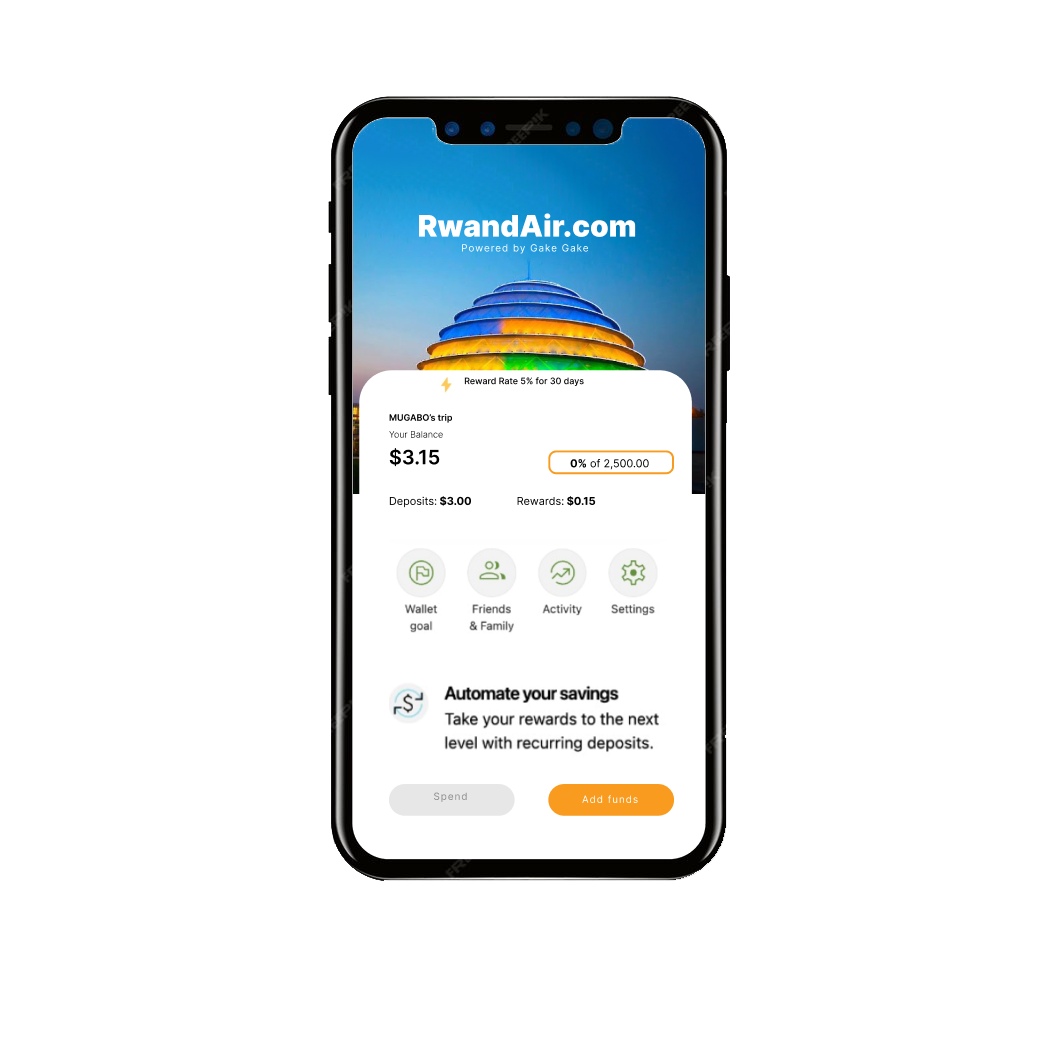 RwandAir.com
Powered by Gake Gake
Reward Rate 5% for 30 days
MUGABO's trip
Your Balance
$3.15
0% of 2,500.00
Deposits: $3.00
Rewards: $0.15
Wallet
goal
Friends
& Family
Activity
Settings
Automate your savings
Take your rewards to the next
level with recurring deposits.
Spend
Add funds